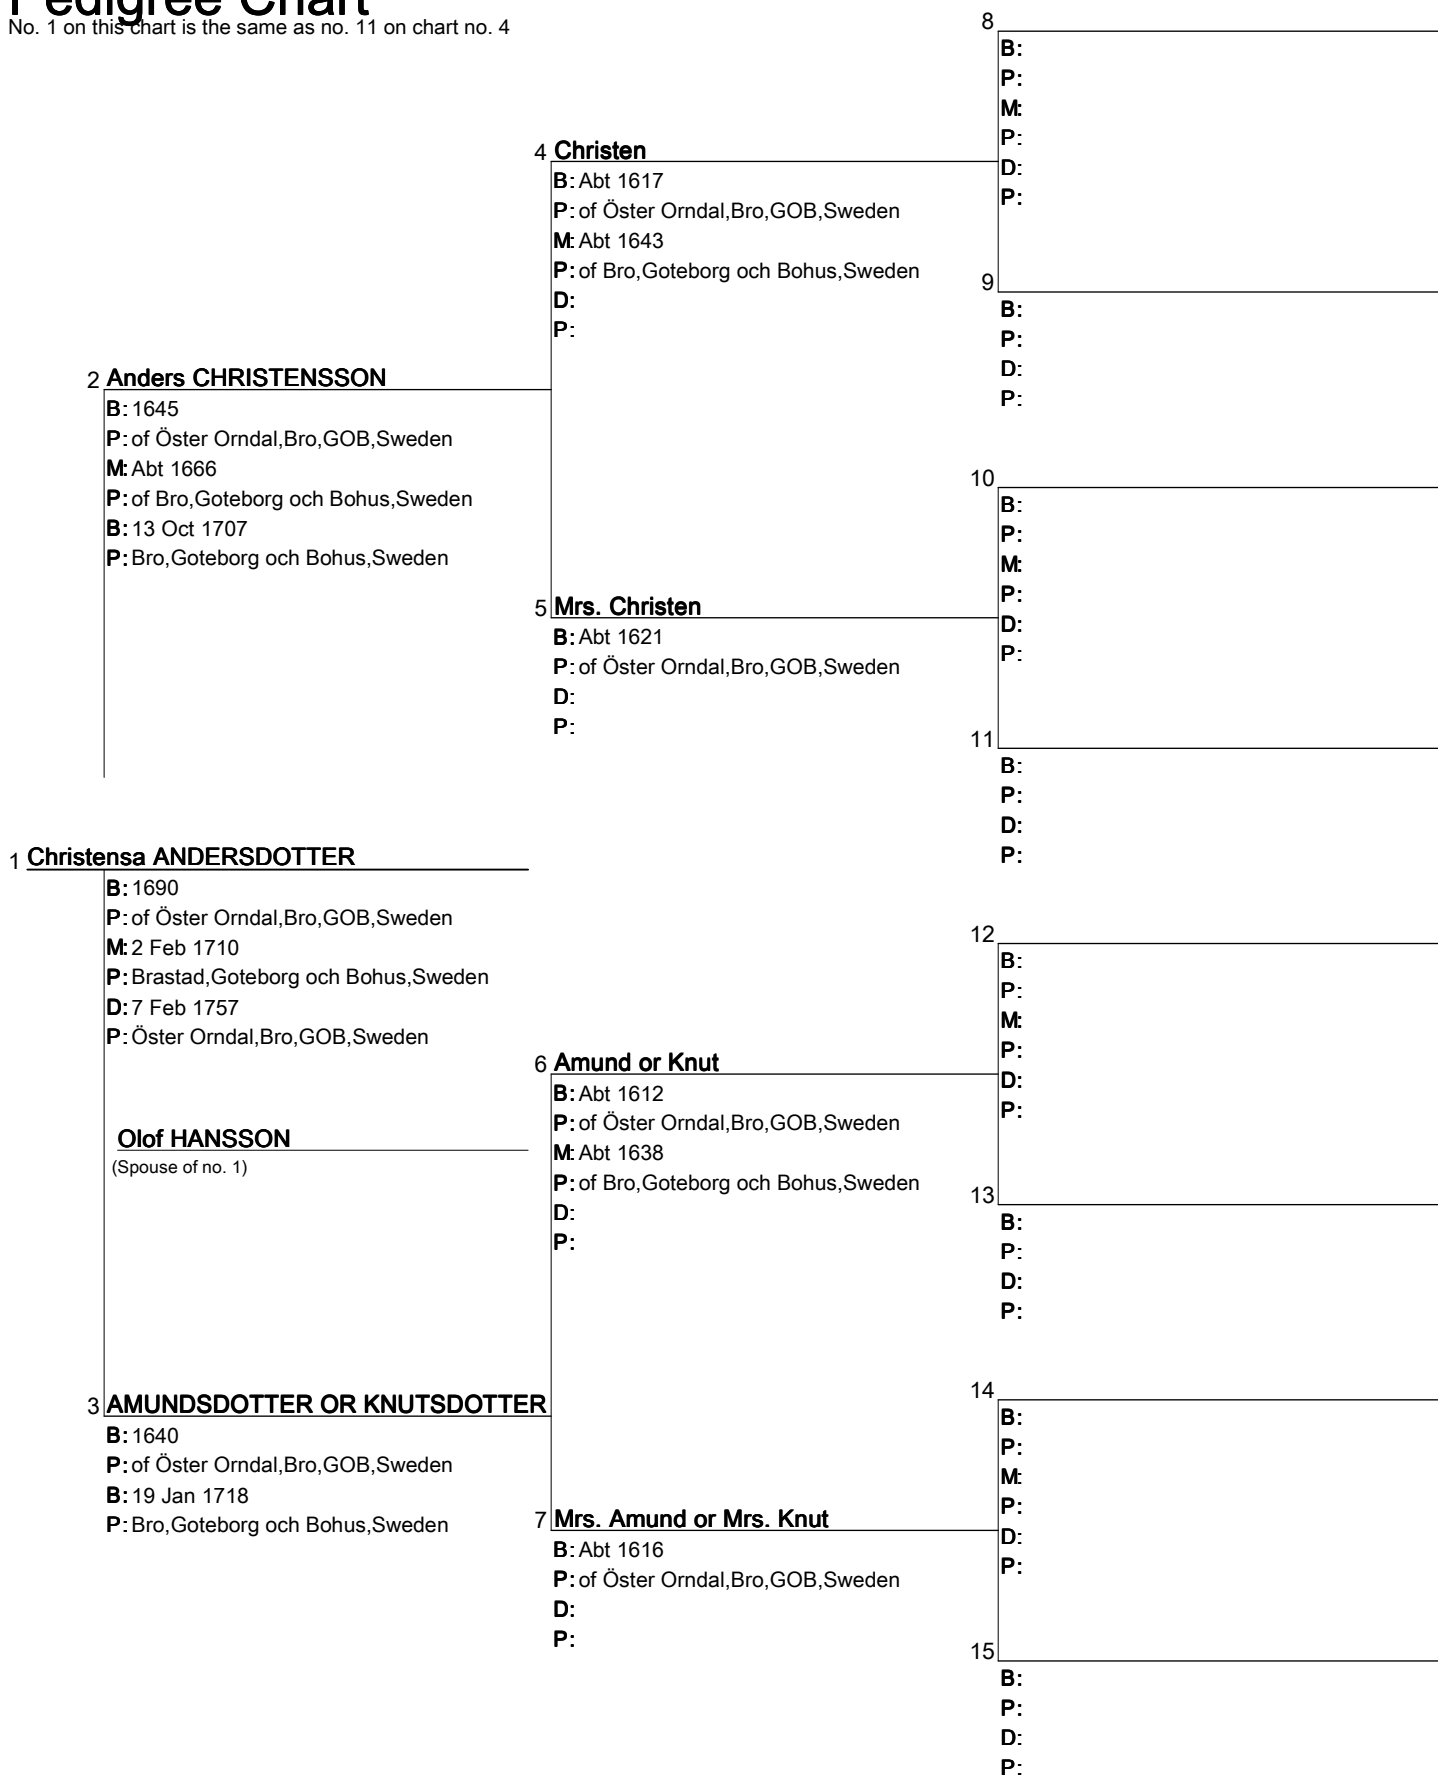 Pedigree Chart
No. 1 on this chart is the same as no. 11 on chart no. 4
8
B:
P:
M:
P:
D:
P:
4 Christen
B: Abt 1617
P: of Öster Orndal,Bro,GOB,Sweden
M: Abt 1643
P: of Bro,Goteborg och Bohus,Sweden
D:
P:
9
B:
P:
D:
P:
2 Anders CHRISTENSSON
B: 1645
P: of Öster Orndal,Bro,GOB,Sweden
M: Abt 1666
P: of Bro,Goteborg och Bohus,Sweden
B: 13 Oct 1707
P: Bro,Goteborg och Bohus,Sweden
10
B:
P:
M:
P:
D:
P:
5 Mrs. Christen
B: Abt 1621
P: of Öster Orndal,Bro,GOB,Sweden
D:
P:
11
B:
P:
D:
P:
1 Christensa ANDERSDOTTER
B: 1690
P: of Öster Orndal,Bro,GOB,Sweden
M: 2 Feb 1710
P: Brastad,Goteborg och Bohus,Sweden
D: 7 Feb 1757
P: Öster Orndal,Bro,GOB,Sweden
Olof HANSSON
(Spouse of no. 1)
12
B:
P:
M:
P:
D:
P:
6 Amund or Knut
B: Abt 1612
P: of Öster Orndal,Bro,GOB,Sweden
M: Abt 1638
P: of Bro,Goteborg och Bohus,Sweden
D:
P:
13
B:
P:
D:
P:
3 AMUNDSDOTTER OR KNUTSDOTTER
B: 1640
P: of Öster Orndal,Bro,GOB,Sweden
B: 19 Jan 1718
P: Bro,Goteborg och Bohus,Sweden
14
B:
P:
M:
P:
D:
P:
7 Mrs. Amund or Mrs. Knut
B: Abt 1616
P: of Öster Orndal,Bro,GOB,Sweden
D:
P:
15
B:
P:
D:
P: